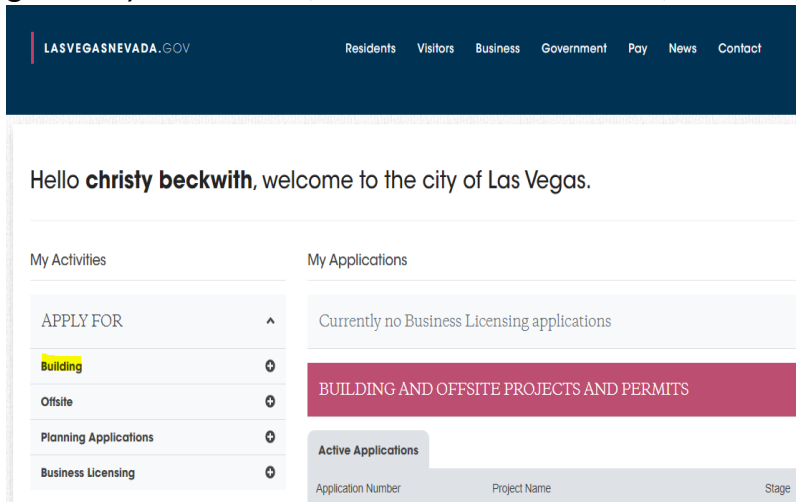 LASVEGASNEVADA.GOV
Residents Visitors Business Government Pay News Contact
Hello christy beckwith, welcome to the city of Las Vegas.
My Activities
APPLY FOR
Building
Offsite
Planning Applications
Business Licensing
My Applications
Currently no Business Licensing applications
BUILDING AND OFFSITE PROJECTS AND PERMITS
Active Applications
Application Number Project Name Stage